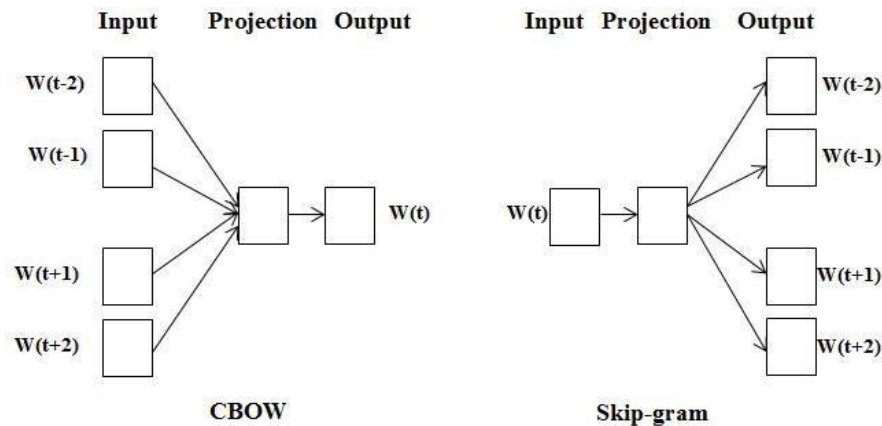 Input Projection Output
W(t-2)
W(t-1)
W(t)
W(t+1)
W(t+2)
CBOW
Input Projection Output
W(t-2)
W(t-1)
W(t)
W(t+1)
W(t+2)
Skip-gram